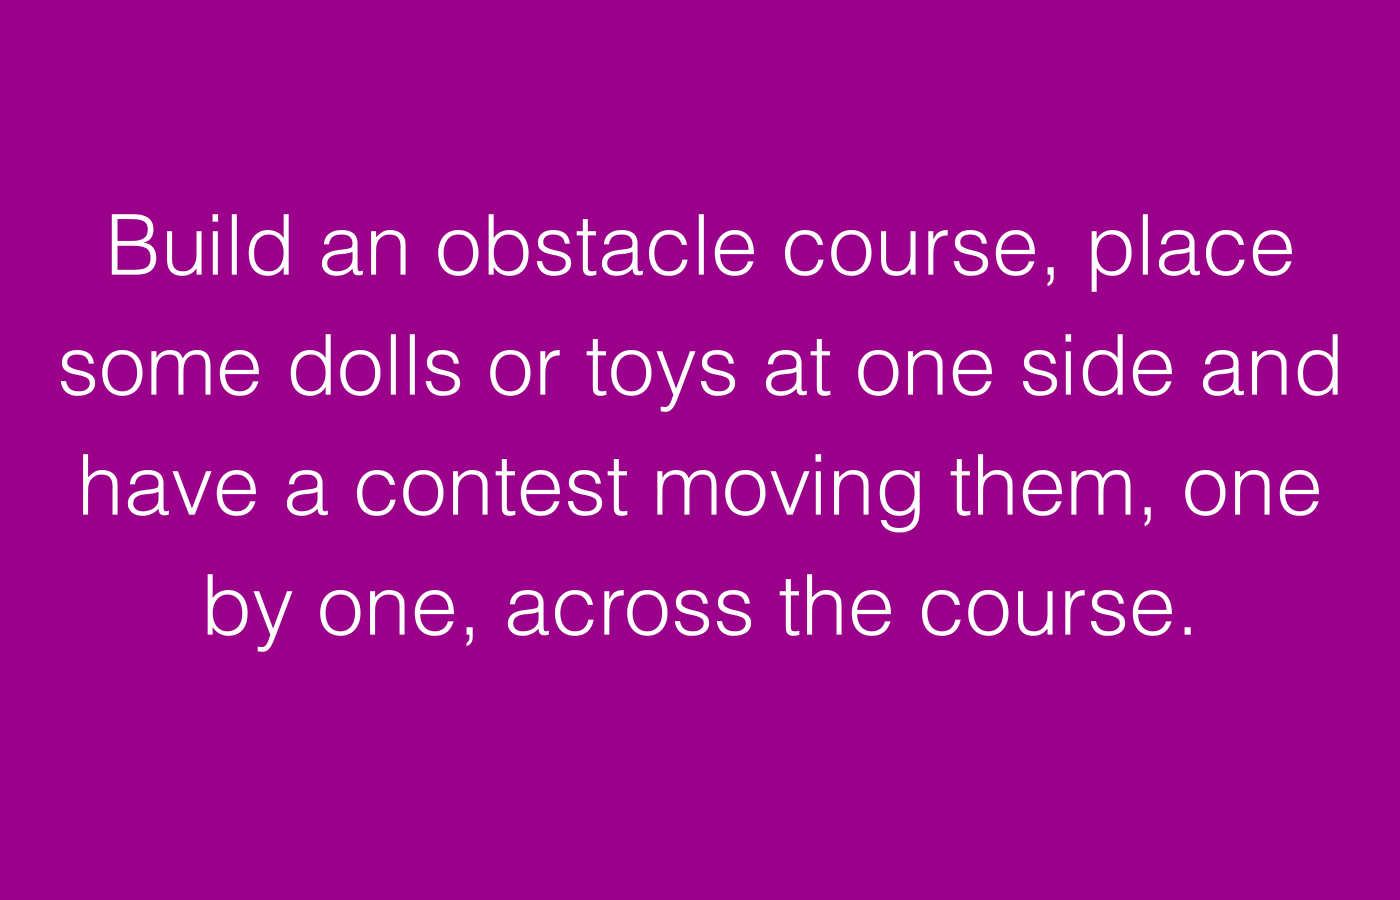 Build an obstacle course, place
some dolls or toys at one side and
have a contest moving them, one
by one, across the course.